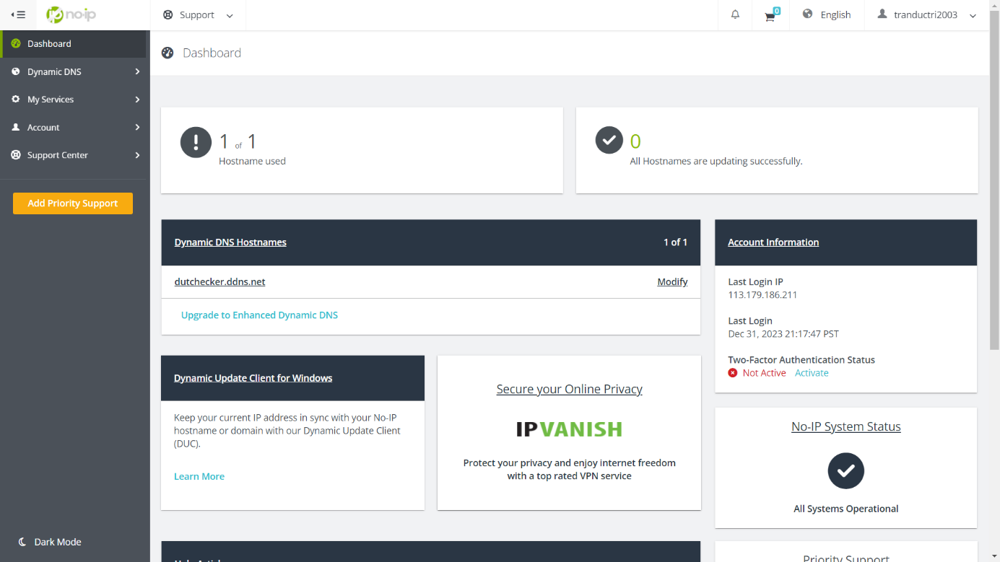 no-ip
Support
0
English
tranductri2003
Dashboard
Dynamic DNS
My Services
Account
Support Center
Add Priority Support
Dark Mode
Dashboard
1 of 1
Hostname used
0
All Hostnames are updating successfully.
Dynamic DNS Hostnames 1 of 1
dutchecker.ddns.net Modify
Upgrade to Enhanced Dynamic DNS
Account Information
Last Login IP
113.179.186.211
Last Login
Dec 31, 2023 21:17:47 PST
Two-Factor Authentication Status
Not Active Activate
Dynamic Update Client for Windows
Keep your current IP address in sync with your No-IP
hostname or domain with our Dynamic Update Client
(DUC).
Learn More
Secure your Online Privacy
IPVANISH
Protect your privacy and enjoy internet freedom
with a top rated VPN service
No-IP System Status
All Systems Operational
Priority Support